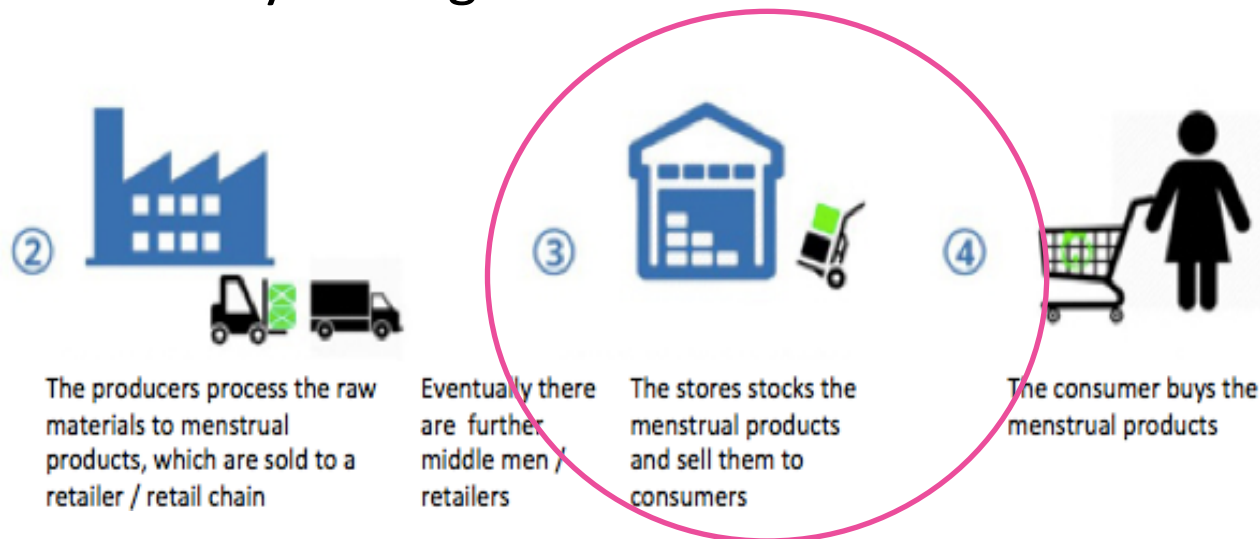 ②
③
④
The producers process the raw
materials to menstrual
products, which are sold to a
retailer / retail chain
Eventually there
are further
middle men /
retailers
The stores stocks the
menstrual products
and sell them to
consumers
The consumer buys the
menstrual products